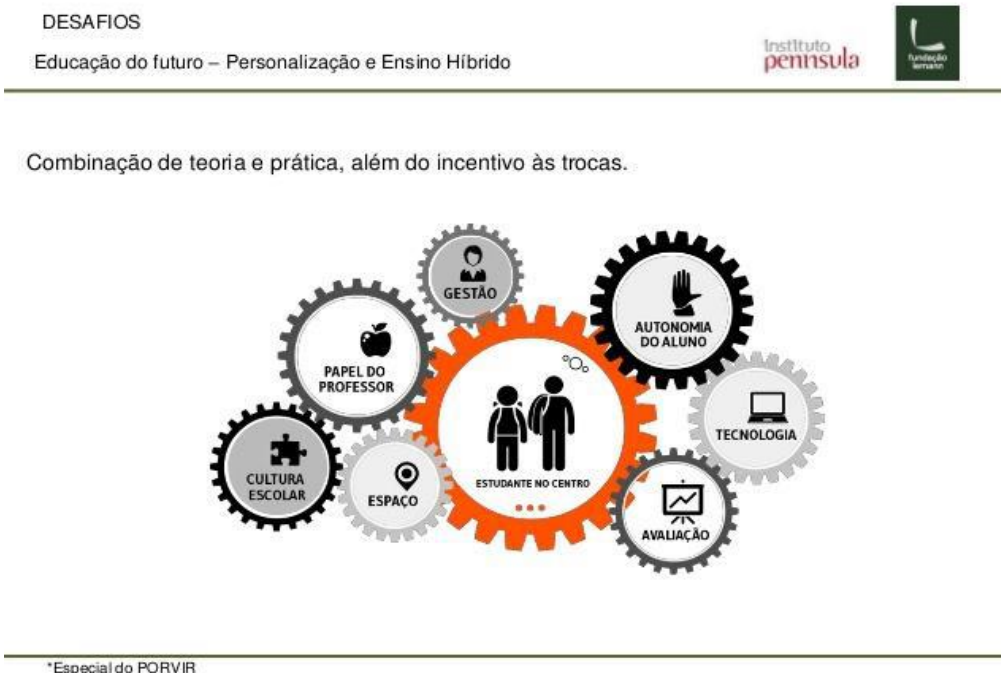 DESAFIOS
Educação do futuro – Personalização e Ensino Híbrido
Instituto
península
fundação
lemann
Combinação de teoria e prática, além do incentivo às trocas.
GESTÃO
AUTONOMIA
DO ALUNO
PAPEL DO
PROFESSOR
TECNOLOGIA
CULTURA
ESCOLAR
ESPAÇO
ESTUDANTE NO CENTRO
AVALIAÇÃO
*Especial do PORVIR